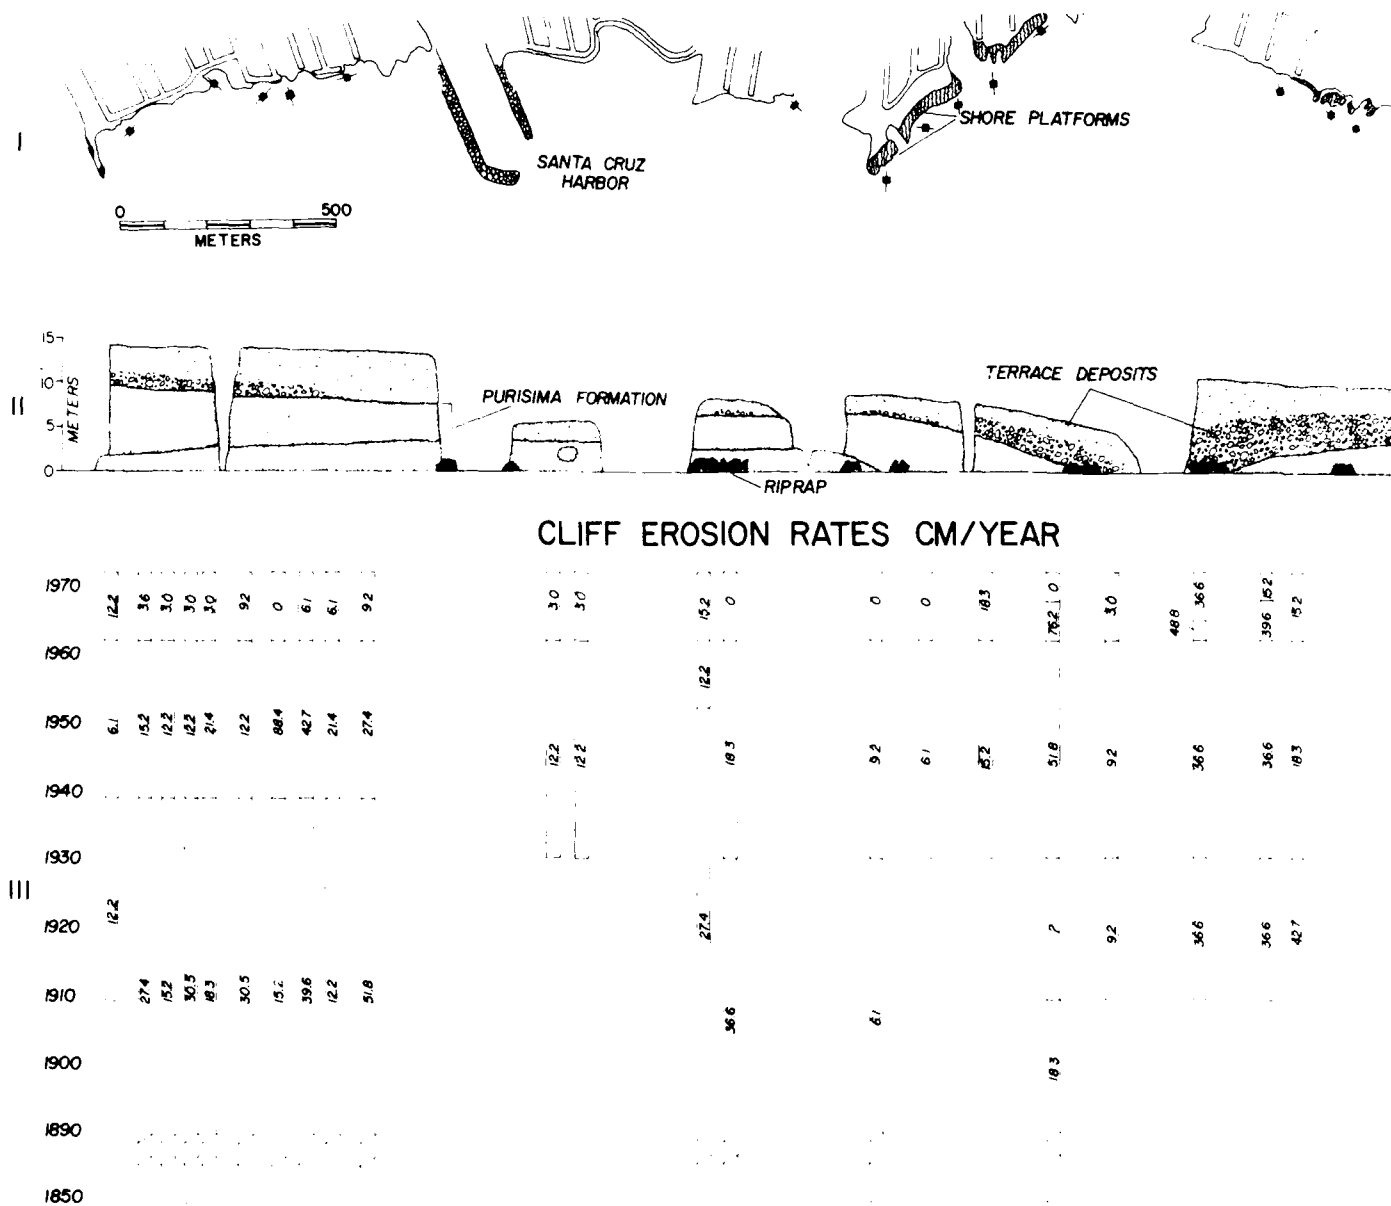 I
SANTA CRUZ
HARBOR
SHORE PLATFORMS
0 500
METERS
II
15
10
5
0
METERS
PURISIMA FORMATION
TERRACE DEPOSITS
RIPRAP
CLIFF EROSION RATES CM/YEAR
III
1970
12.2 3.6 3.0 3.0 3.0 9.2 0 6.1 6.1 9.2 3.0 3.0 15.2 0 0 0 18.3 76.2 0 3.0 48.8 36.6 39.6 15.2 15.2
1960
12.2
1950
6.1 15.2 12.2 12.2 21.4 12.2 88.4 42.7 21.4 27.4
12.2 12.2 18.3 9.2 6.1 15.2 51.8 9.2 36.6 36.6 18.3
1940
1930
12.2 27.4 ? 9.2 36.6 36.6 42.7
1920
27.4 15.2 30.5 18.3 30.5 15.2 39.6 12.2 51.8
1910
36.6 6.1
1900
18.3
1890
1850